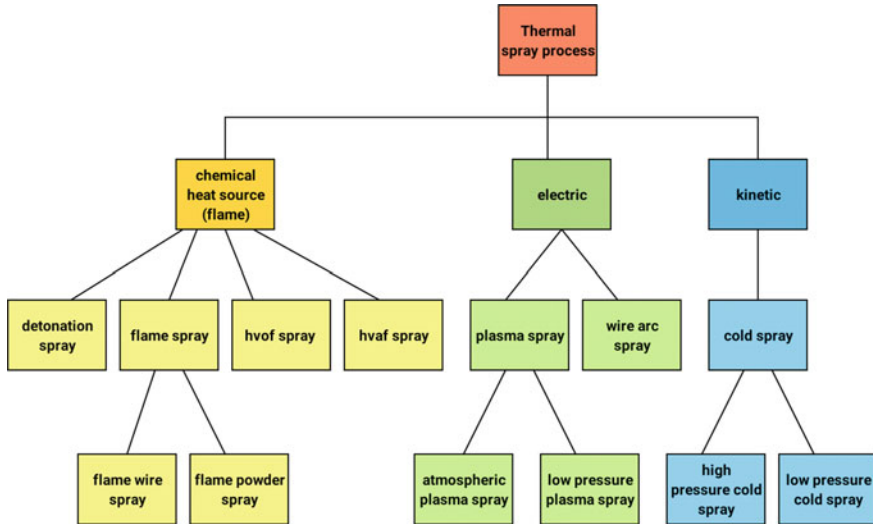 Thermal
spray process
chemical
heat source
(flame)
electric
kinetic
detonation
spray
flame spray
hvof spray
hvaf spray
plasma spray
wire arc
spray
cold spray
flame wire
spray
flame powder
spray
atmospheric
plasma spray
low pressure
plasma spray
high
pressure cold
spray
low pressure
cold spray